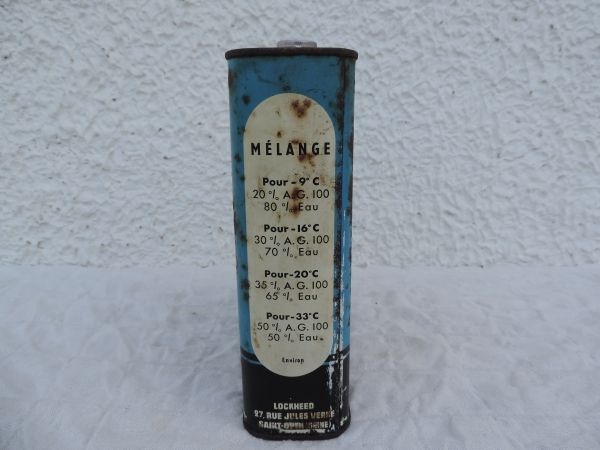 MÉLANGE
Pour -9°C
20 % A.G. 100
80 % Eau
Pour -16°C
30 % A.G. 100
70 % Eau
Pour -20°C
35 % A.G. 100
65 % Eau
Pour -33°C
50 % A.G. 100
50 % Eau
Environ
LOCKHEED
27, RUE JULES VERNE
SAINT-OUEN (SEINE)